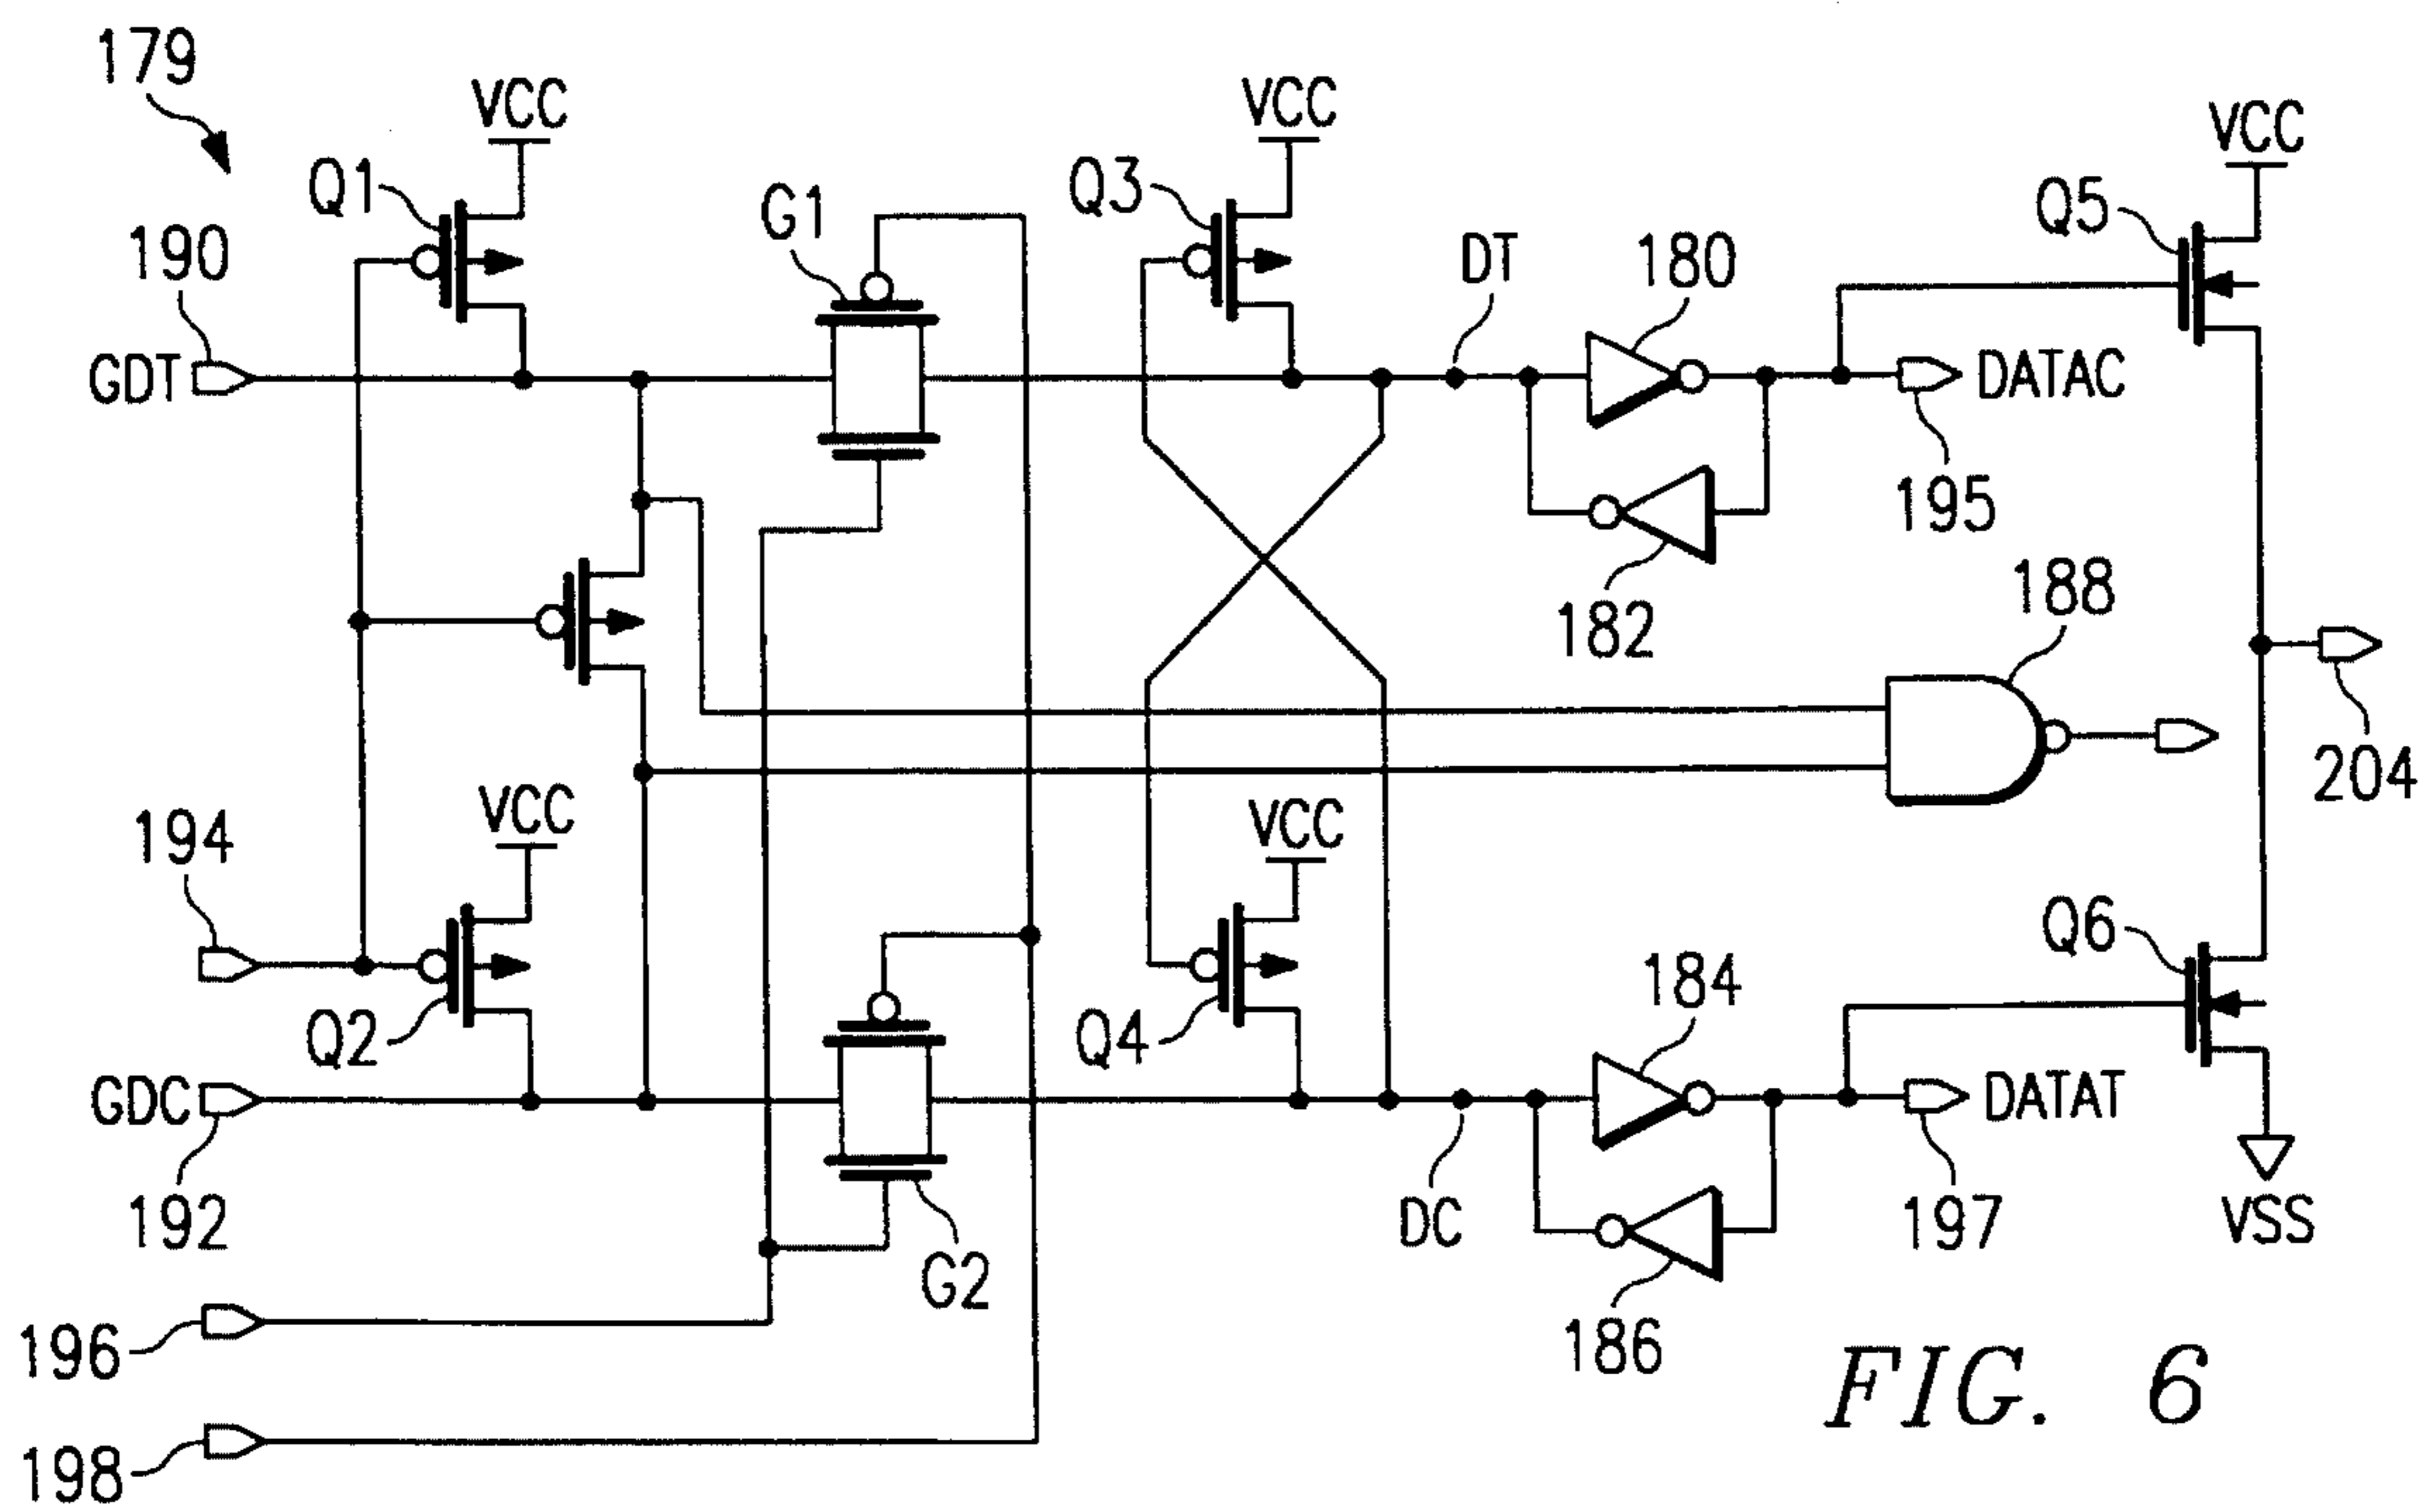 179
VCC
VCC
VCC
Q1
G1
Q3
Q5
190
DT
180
GDT
DATAC
195
182
188
204
194
VCC
VCC
Q6
Q2
Q4
184
GDC
DATAT
192
DC
197
VSS
G2
196
186
198
FIG. 6